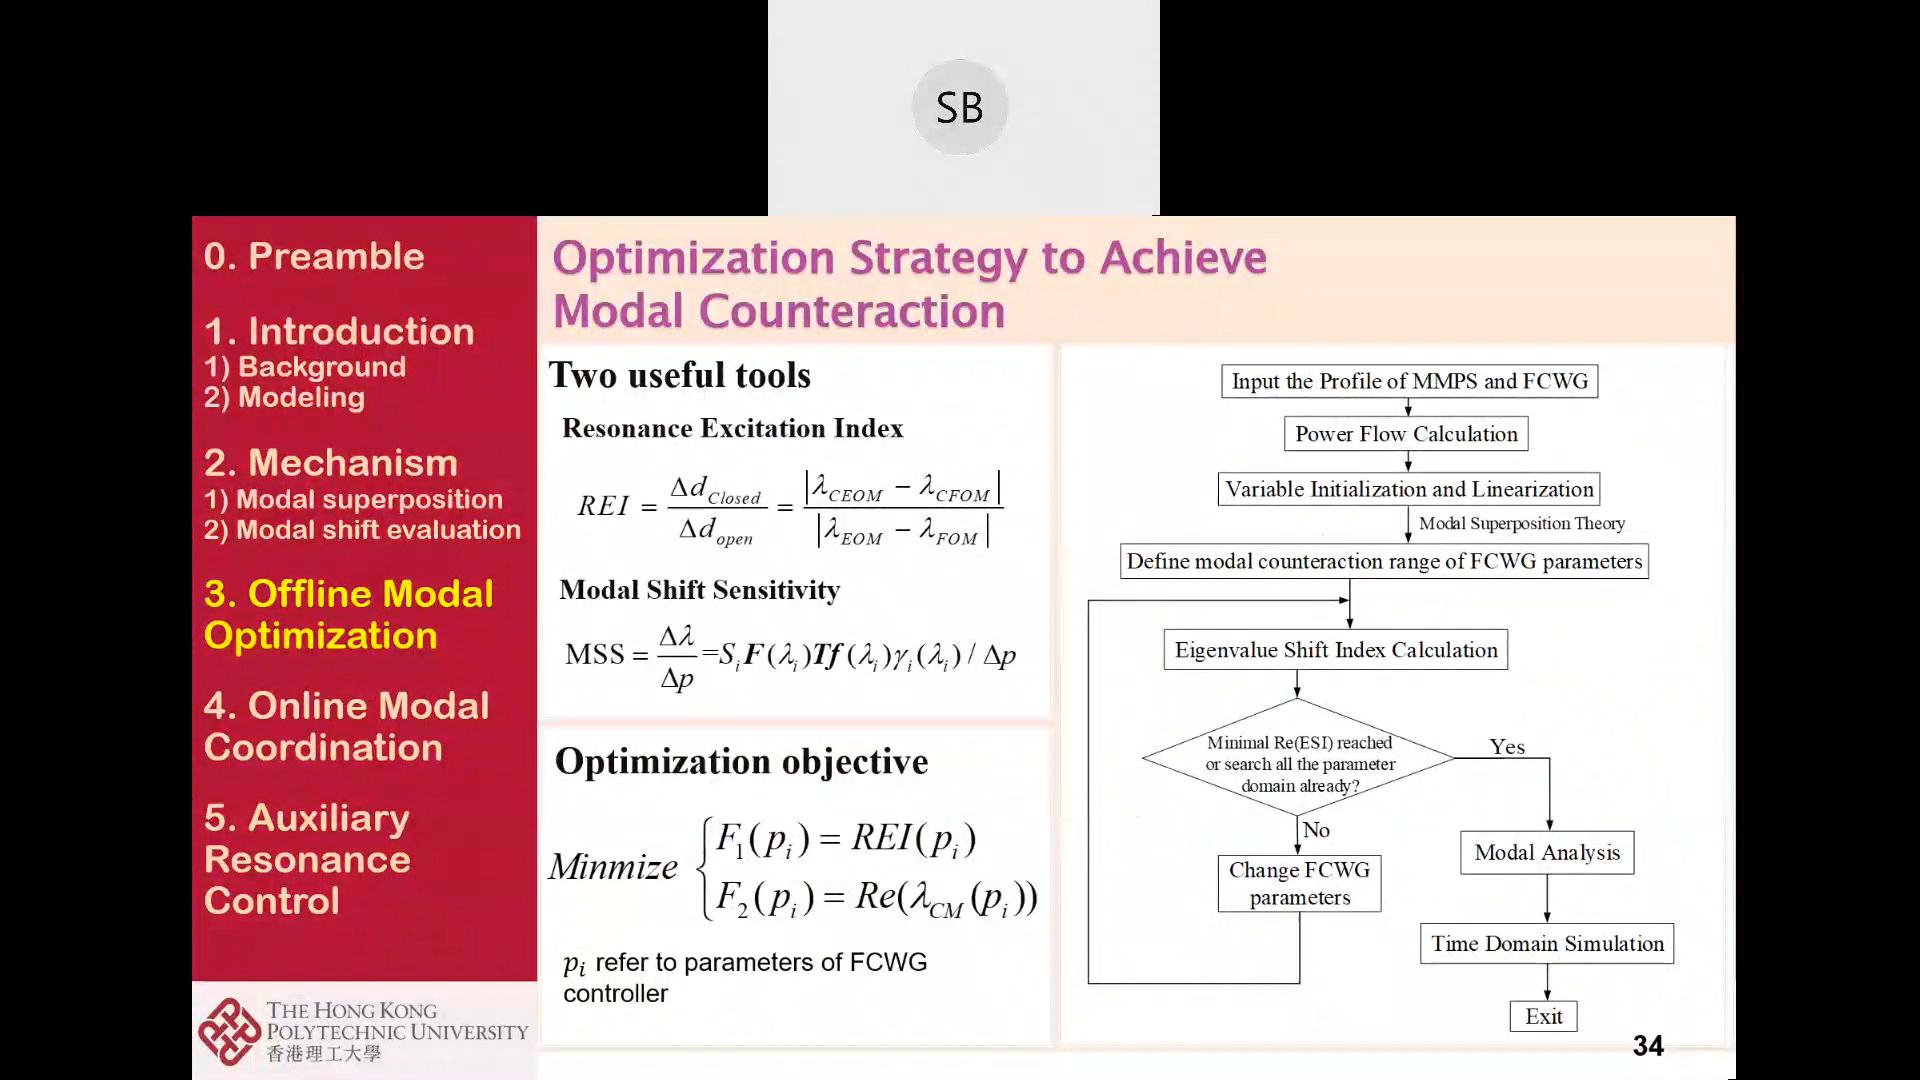 SB
0. Preamble
1. Introduction
1) Background
2) Modeling
2. Mechanism
1) Modal superposition
2) Modal shift evaluation
3. Offline Modal
Optimization
4. Online Modal
Coordination
5. Auxiliary
Resonance
Control
THE HONG KONG
POLYTECHNIC UNIVERSITY
香港理工大學
Optimization Strategy to Achieve
Modal Counteraction
Two useful tools
Resonance Excitation Index
REI = Δd_Closed / Δd_open = |λ_CEOM − λ_CFOM| / |λ_EOM − λ_FOM|
Modal Shift Sensitivity
MSS = Δλ / Δp =S_i F(λ_i)Tf(λ_i)γ_i(λ_i) / Δp
Optimization objective
Minmize { F_1(p_i) = REI(p_i)
F_2(p_i) = Re(λ_CM(p_i))
p_i refer to parameters of FCWG
controller
Input the Profile of MMPS and FCWG
Power Flow Calculation
Variable Initialization and Linearization
Modal Superposition Theory
Define modal counteraction range of FCWG parameters
Eigenvalue Shift Index Calculation
Minimal Re(ESI) reached
or search all the parameter
domain already?
Yes
No
Change FCWG
parameters
Modal Analysis
Time Domain Simulation
Exit
34